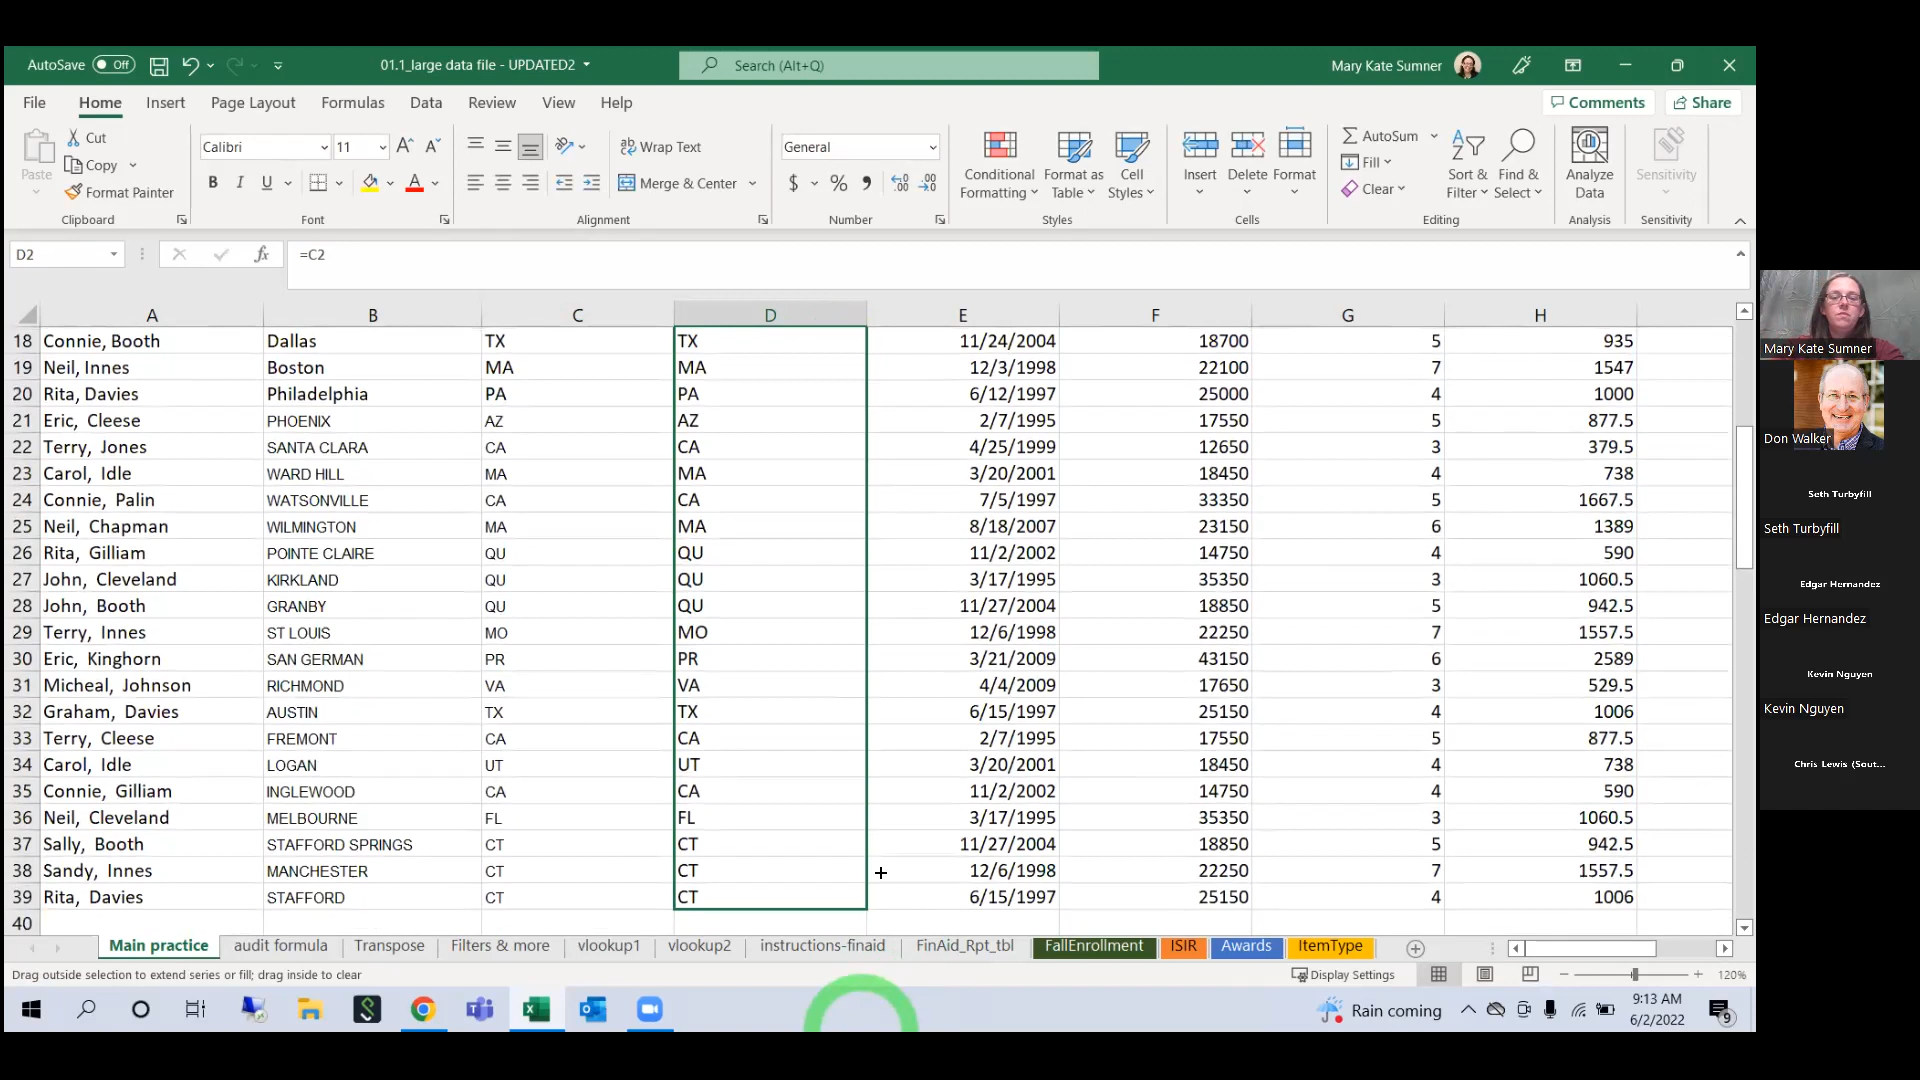 AutoSave Off 01.1_large data file - UPDATED2 Search (Alt+Q) Mary Kate Sumner
File Home Insert Page Layout Formulas Data Review View Help Comments Share
Paste Cut Copy Format Painter Clipboard
Calibri 11 B I U A Font
Wrap Text Merge & Center Alignment
General $ % Number
Conditional Formatting Format as Table Cell Styles Styles
Insert Delete Format Cells
AutoSum Fill Clear Sort & Filter Find & Select Editing
Analyze Data Analysis Sensitivity Sensitivity
D2 fx =C2
A B C D E F G H
18 Connie, Booth Dallas TX TX 11/24/2004 18700 5 935
19 Neil, Innes Boston MA MA 12/3/1998 22100 7 1547
20 Rita, Davies Philadelphia PA PA 6/12/1997 25000 4 1000
21 Eric, Cleese PHOENIX AZ AZ 2/7/1995 17550 5 877.5
22 Terry, Jones SANTA CLARA CA CA 4/25/1999 12650 3 379.5
23 Carol, Idle WARD HILL MA MA 3/20/2001 18450 4 738
24 Connie, Palin WATSONVILLE CA CA 7/5/1997 33350 5 1667.5
25 Neil, Chapman WILMINGTON MA MA 8/18/2007 23150 6 1389
26 Rita, Gilliam POINTE CLAIRE QU QU 11/2/2002 14750 4 590
27 John, Cleveland KIRKLAND QU QU 3/17/1995 35350 3 1060.5
28 John, Booth GRANBY QU QU 11/27/2004 18850 5 942.5
29 Terry, Innes ST LOUIS MO MO 12/6/1998 22250 7 1557.5
30 Eric, Kinghorn SAN GERMAN PR PR 3/21/2009 43150 6 2589
31 Micheal, Johnson RICHMOND VA VA 4/4/2009 17650 3 529.5
32 Graham, Davies AUSTIN TX TX 6/15/1997 25150 4 1006
33 Terry, Cleese FREMONT CA CA 2/7/1995 17550 5 877.5
34 Carol, Idle LOGAN UT UT 3/20/2001 18450 4 738
35 Connie, Gilliam INGLEWOOD CA CA 11/2/2002 14750 4 590
36 Neil, Cleveland MELBOURNE FL FL 3/17/1995 35350 3 1060.5
37 Sally, Booth STAFFORD SPRINGS CT CT 11/27/2004 18850 5 942.5
38 Sandy, Innes MANCHESTER CT CT 12/6/1998 22250 7 1557.5
39 Rita, Davies STAFFORD CT CT 6/15/1997 25150 4 1006
40
Main practice audit formula Transpose Filters & more vlookup1 vlookup2 instructions-finaid FinAid_Rpt_tbl FallEnrollment ISIR Awards ItemType
Drag outside selection to extend series or fill; drag inside to clear Display Settings 120%
Rain coming 9:13 AM
6/2/2022 9
Mary Kate Sumner
Don Walker
Seth Turbyfill
Seth Turbyfill
Edgar Hernandez
Edgar Hernandez
Kevin Nguyen
Kevin Nguyen
Chris Lewis (Sout...